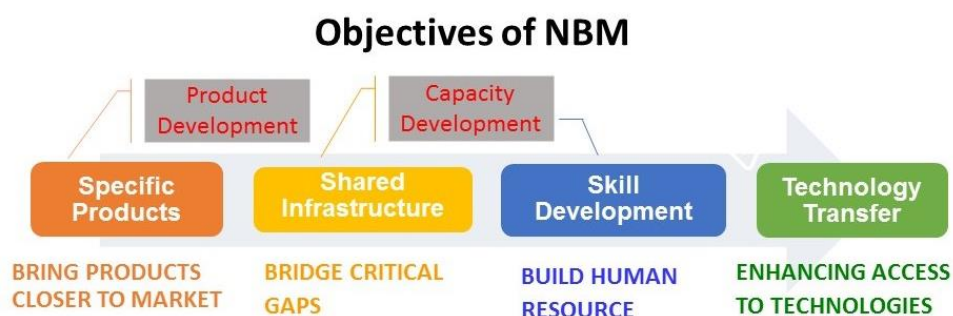 Objectives of NBM
Product
Development
Capacity
Development
Specific
Products
Shared
Infrastructure
Skill
Development
Technology
Transfer
BRING PRODUCTS
CLOSER TO MARKET
BRIDGE CRITICAL
GAPS
BUILD HUMAN
RESOURCE
ENHANCING ACCESS
TO TECHNOLOGIES